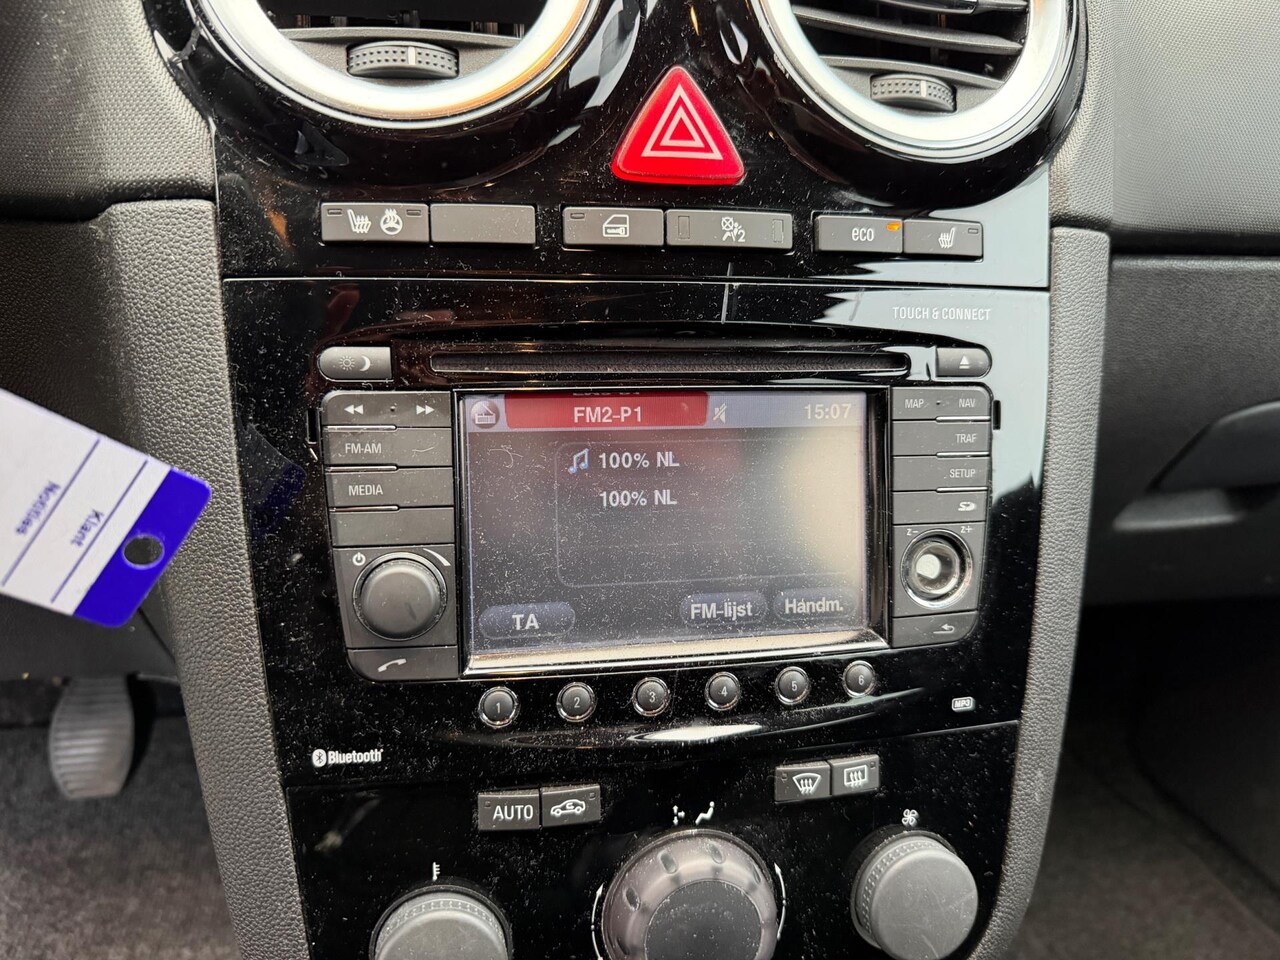 2
eco
TOUCH & CONNECT
FM2-P1
15:07
100% NL
100% NL
TA
FM-lijst
Handm.
FM-AM
MEDIA
MAP
NAV
TRAF
SETUP
Z-
Z+
1
2
3
4
5
6
MP3
Bluetooth
AUTO
Klant
Notities